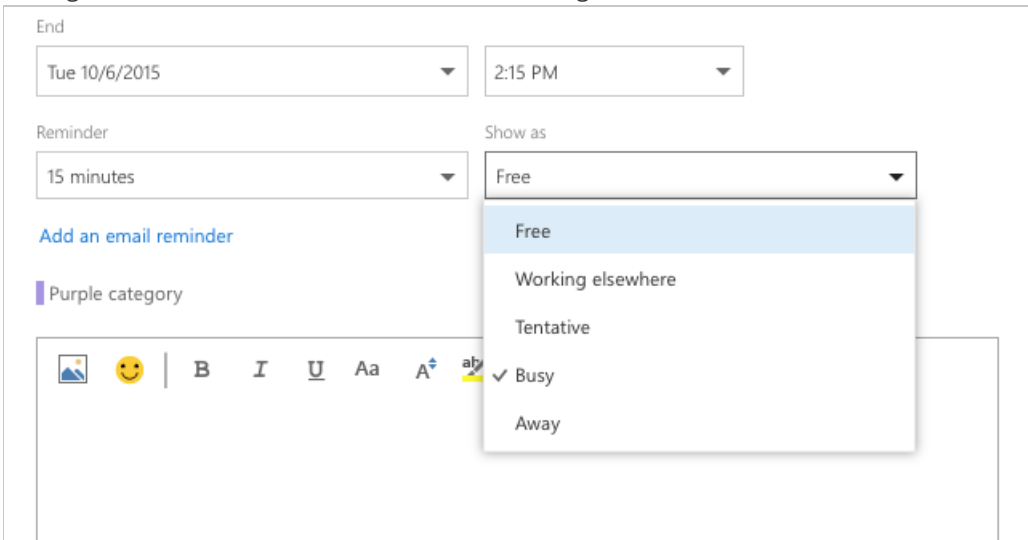 End
Tue 10/6/2015 2:15 PM
Reminder Show as
15 minutes Free
Free
Add an email reminder
Working elsewhere
Purple category
Tentative
B I U Aa A ab
Busy
Away